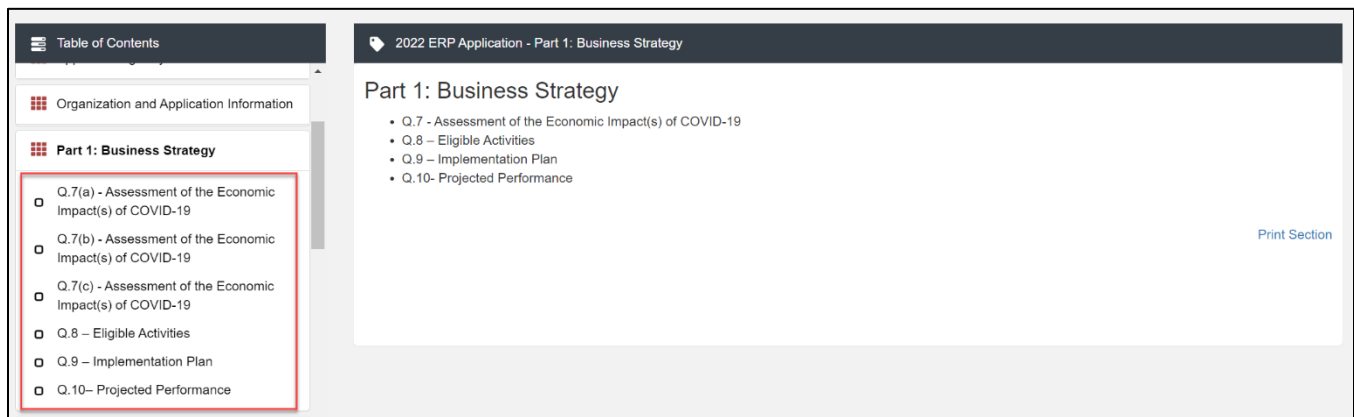 Table of Contents
Organization and Application Information
Part 1: Business Strategy
Q.7(a) - Assessment of the Economic
Impact(s) of COVID-19
Q.7(b) - Assessment of the Economic
Impact(s) of COVID-19
Q.7(c) - Assessment of the Economic
Impact(s) of COVID-19
Q.8 – Eligible Activities
Q.9 – Implementation Plan
Q.10– Projected Performance
2022 ERP Application - Part 1: Business Strategy
Part 1: Business Strategy
• Q.7 - Assessment of the Economic Impact(s) of COVID-19
• Q.8 – Eligible Activities
• Q.9 – Implementation Plan
• Q.10- Projected Performance
Print Section